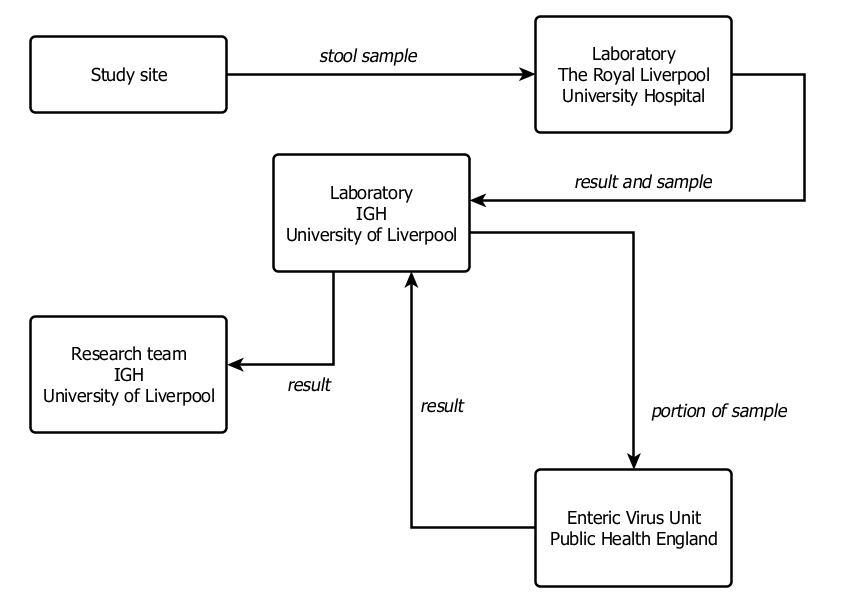 stool sample
Study site
Laboratory
The Royal Liverpool
University Hospital
result and sample
Laboratory
IGH
University of Liverpool
Research team
IGH
University of Liverpool
result
result
portion of sample
Enteric Virus Unit
Public Health England